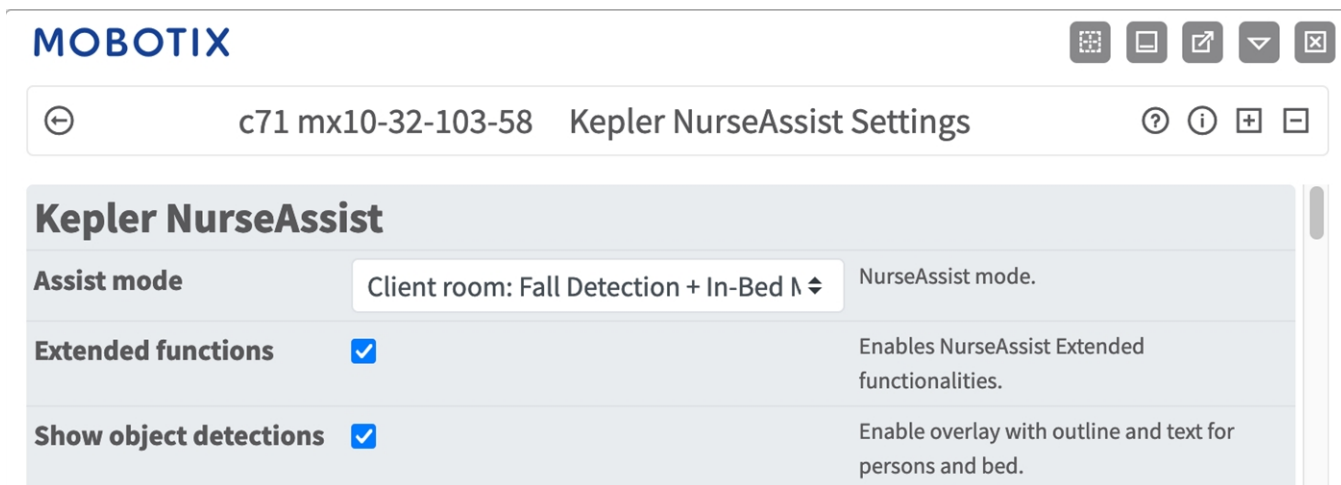 MOBOTIX
c71 mx10-32-103-58 Kepler NurseAssist Settings
Kepler NurseAssist
Assist mode
Client room: Fall Detection + In-Bed
NurseAssist mode.
Extended functions
Enables NurseAssist Extended
functionalities.
Show object detections
Enable overlay with outline and text for
persons and bed.